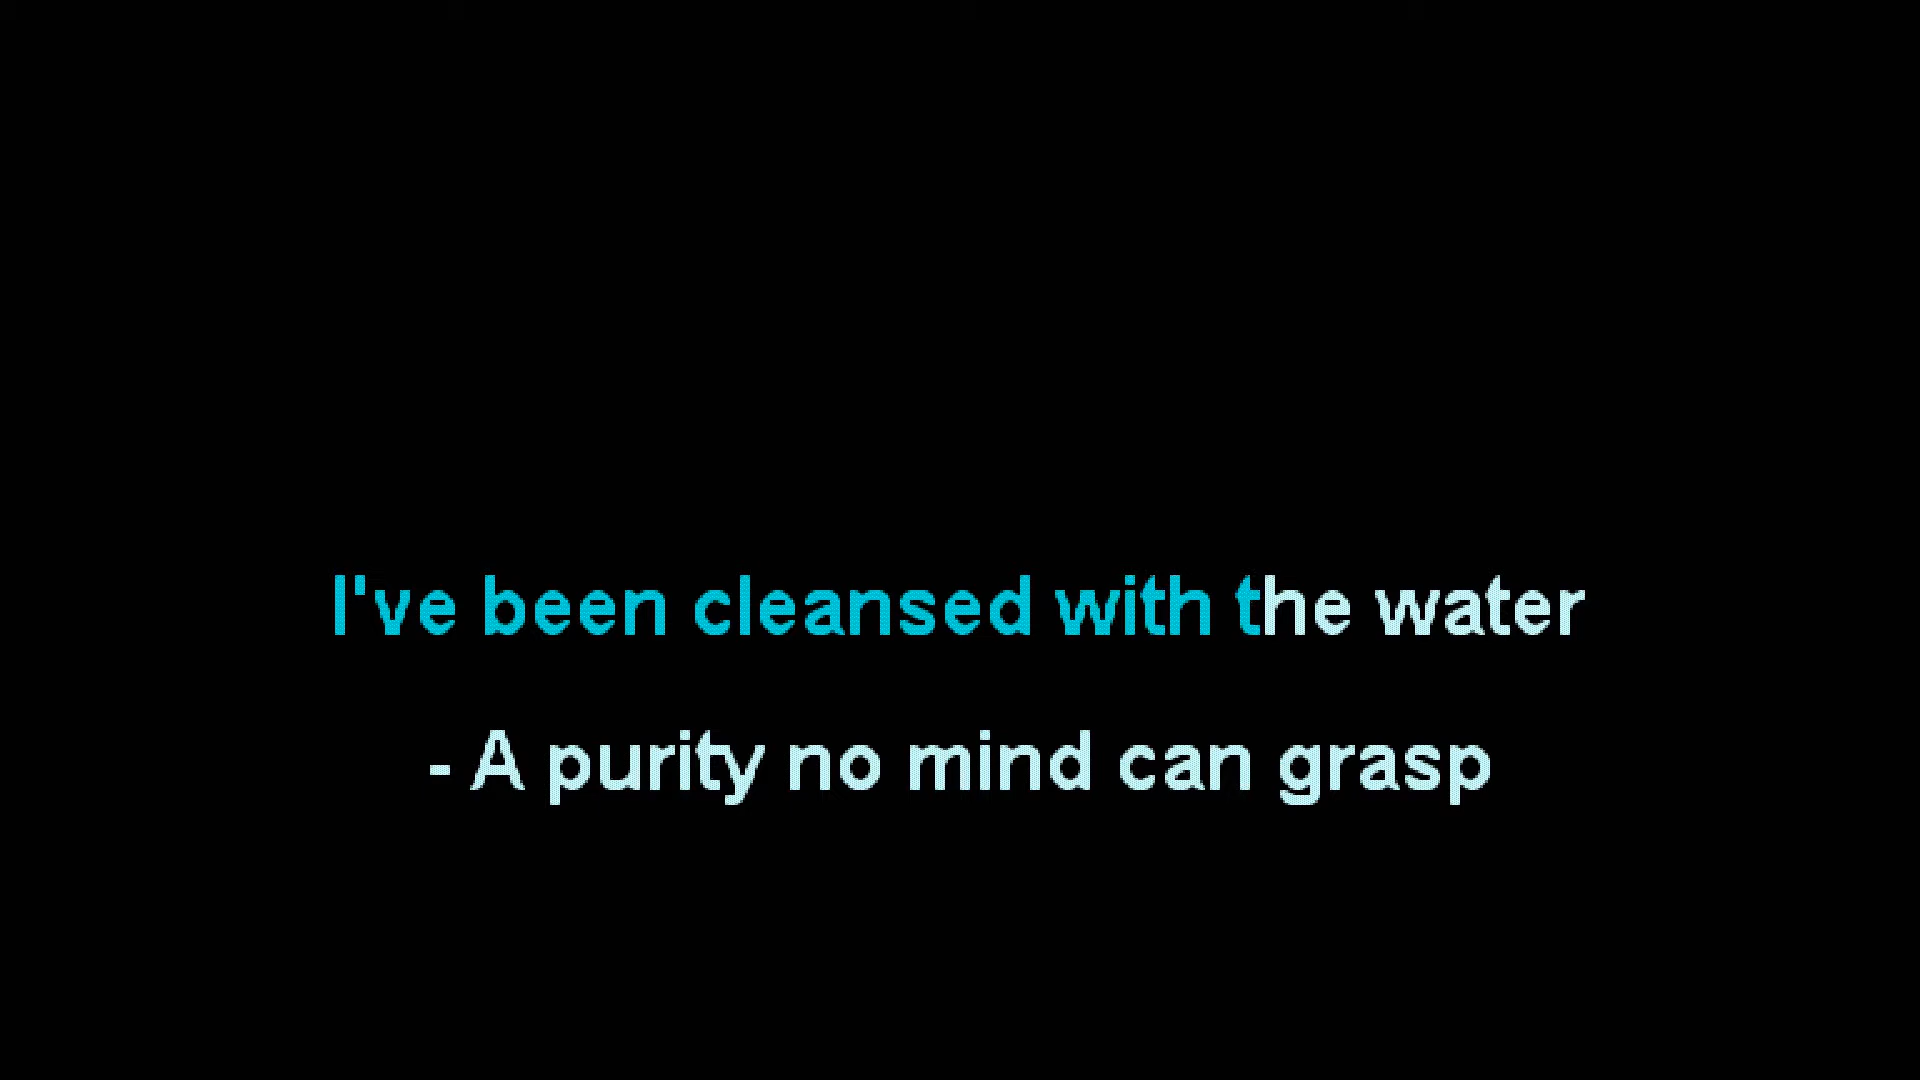 I've been cleansed with the water
- A purity no mind can grasp